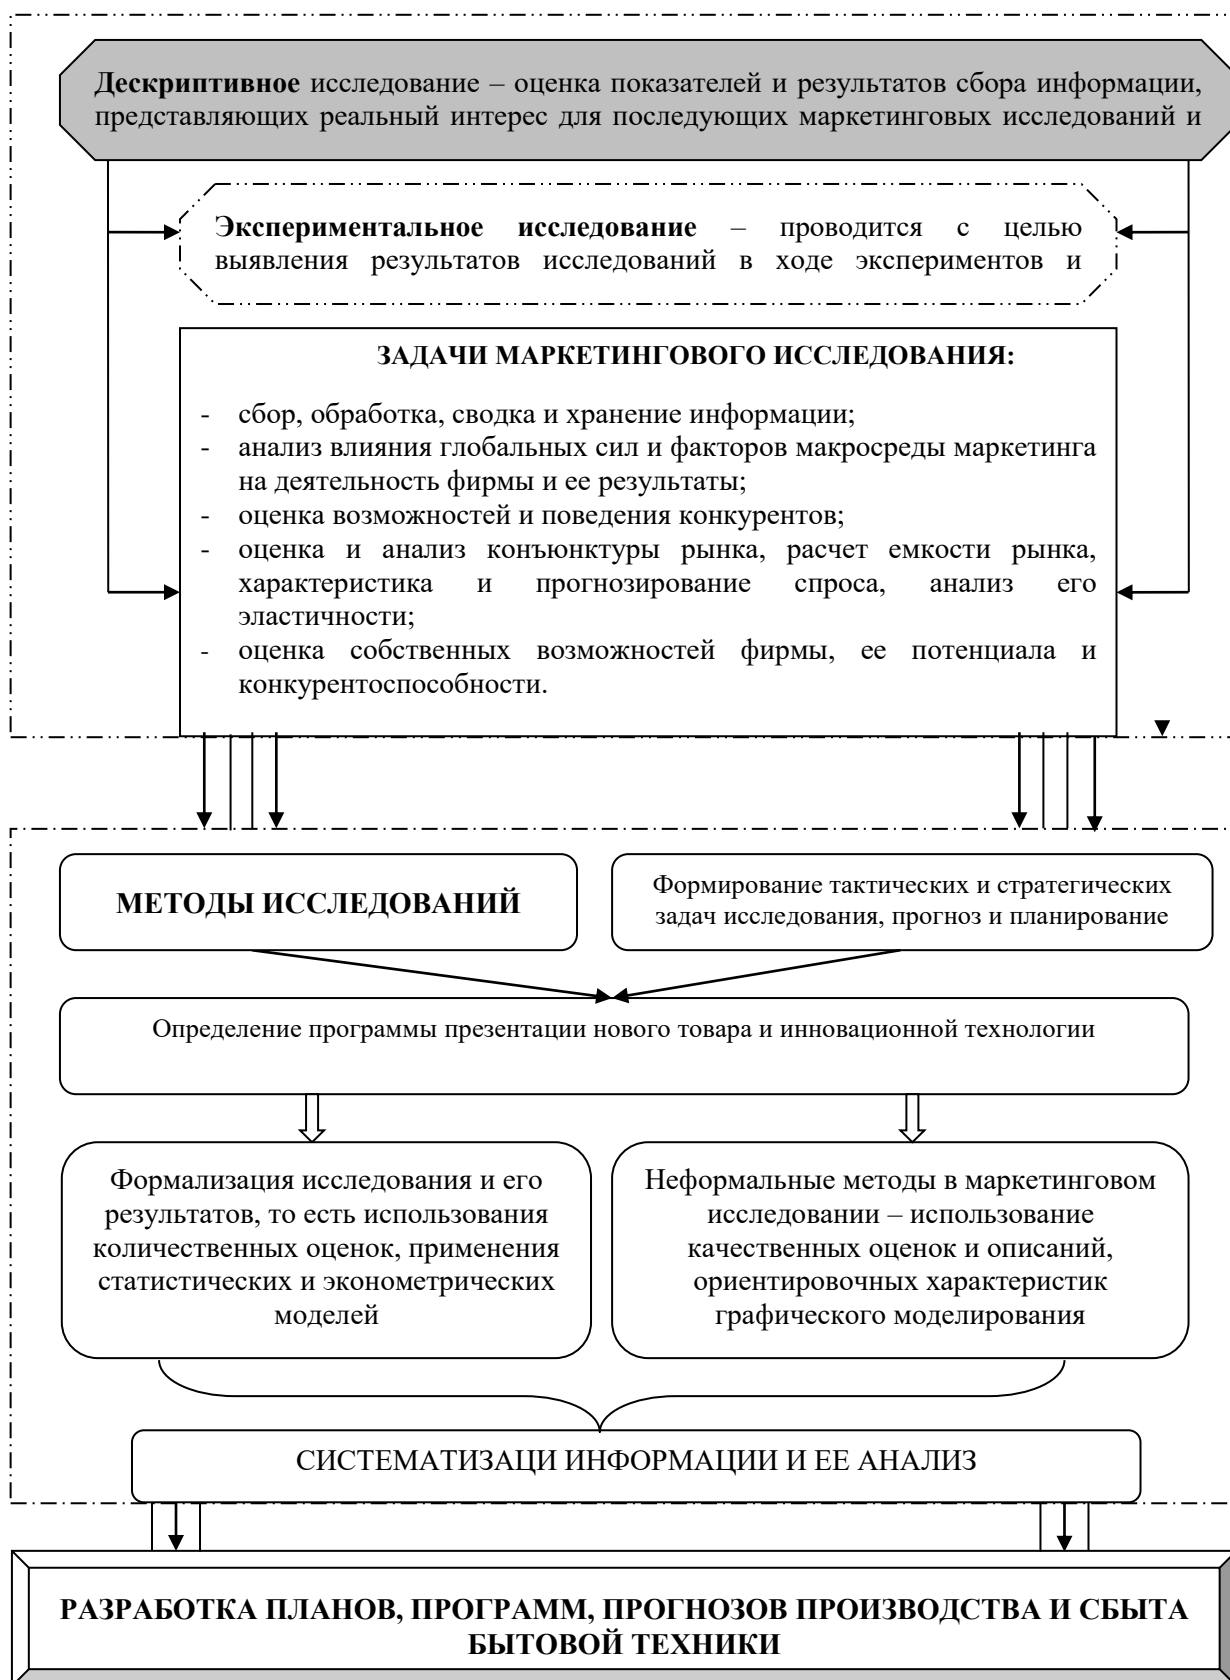 Дескриптивное исследование – оценка показателей и результатов сбора информации,
представляющих реальный интерес для последующих маркетинговых исследований и
Экспериментальное исследование – проводится с целью
выявления результатов исследований в ходе экспериментов и
ЗАДАЧИ МАРКЕТИНГОВОГО ИССЛЕДОВАНИЯ:
- сбор, обработка, сводка и хранение информации;
- анализ влияния глобальных сил и факторов макросреды маркетинга
на деятельность фирмы и ее результаты;
- оценка возможностей и поведения конкурентов;
- оценка и анализ конъюнктуры рынка, расчет емкости рынка,
характеристика и прогнозирование спроса, анализ его
эластичности;
- оценка собственных возможностей фирмы, ее потенциала и
конкурентоспособности.
МЕТОДЫ ИССЛЕДОВАНИЙ
Формирование тактических и стратегических
задач исследования, прогноз и планирование
Определение программы презентации нового товара и инновационной технологии
Формализация исследования и его
результатов, то есть использования
количественных оценок, применения
статистических и эконометрических
моделей
Неформальные методы в маркетинговом
исследовании – использование
качественных оценок и описаний,
ориентировочных характеристик
графического моделирования
СИСТЕМАТИЗАЦИ ИНФОРМАЦИИ И ЕЕ АНАЛИЗ
РАЗРАБОТКА ПЛАНОВ, ПРОГРАММ, ПРОГНОЗОВ ПРОИЗВОДСТВА И СБЫТА
БЫТОВОЙ ТЕХНИКИ